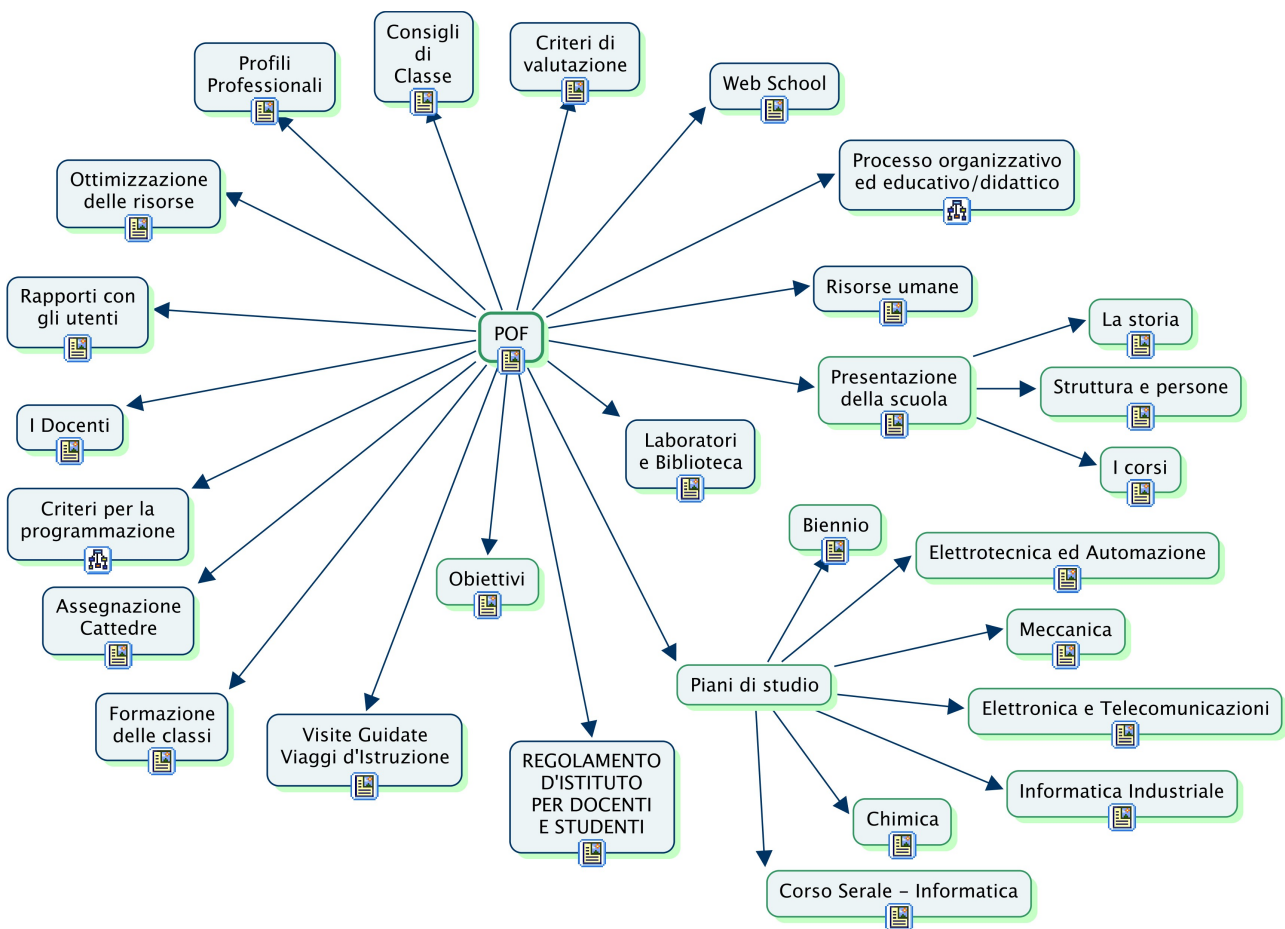 Consigli
di
Classe
Criteri di
valutazione
Profili
Professionali
Web School
Processo organizzativo
ed educativo/didattico
Ottimizzazione
delle risorse
Risorse umane
Rapporti con
gli utenti
POF
La storia
Presentazione
della scuola
Struttura e persone
I Docenti
Laboratori
e Biblioteca
I corsi
Criteri per la
programmazione
Biennio
Elettrotecnica ed Automazione
Obiettivi
Assegnazione
Cattedre
Meccanica
Piani di studio
Elettronica e Telecomunicazioni
Formazione
delle classi
Visite Guidate
Viaggi d'Istruzione
REGOLAMENTO
D'ISTITUTO
PER DOCENTI
E STUDENTI
Informatica Industriale
Chimica
Corso Serale – Informatica